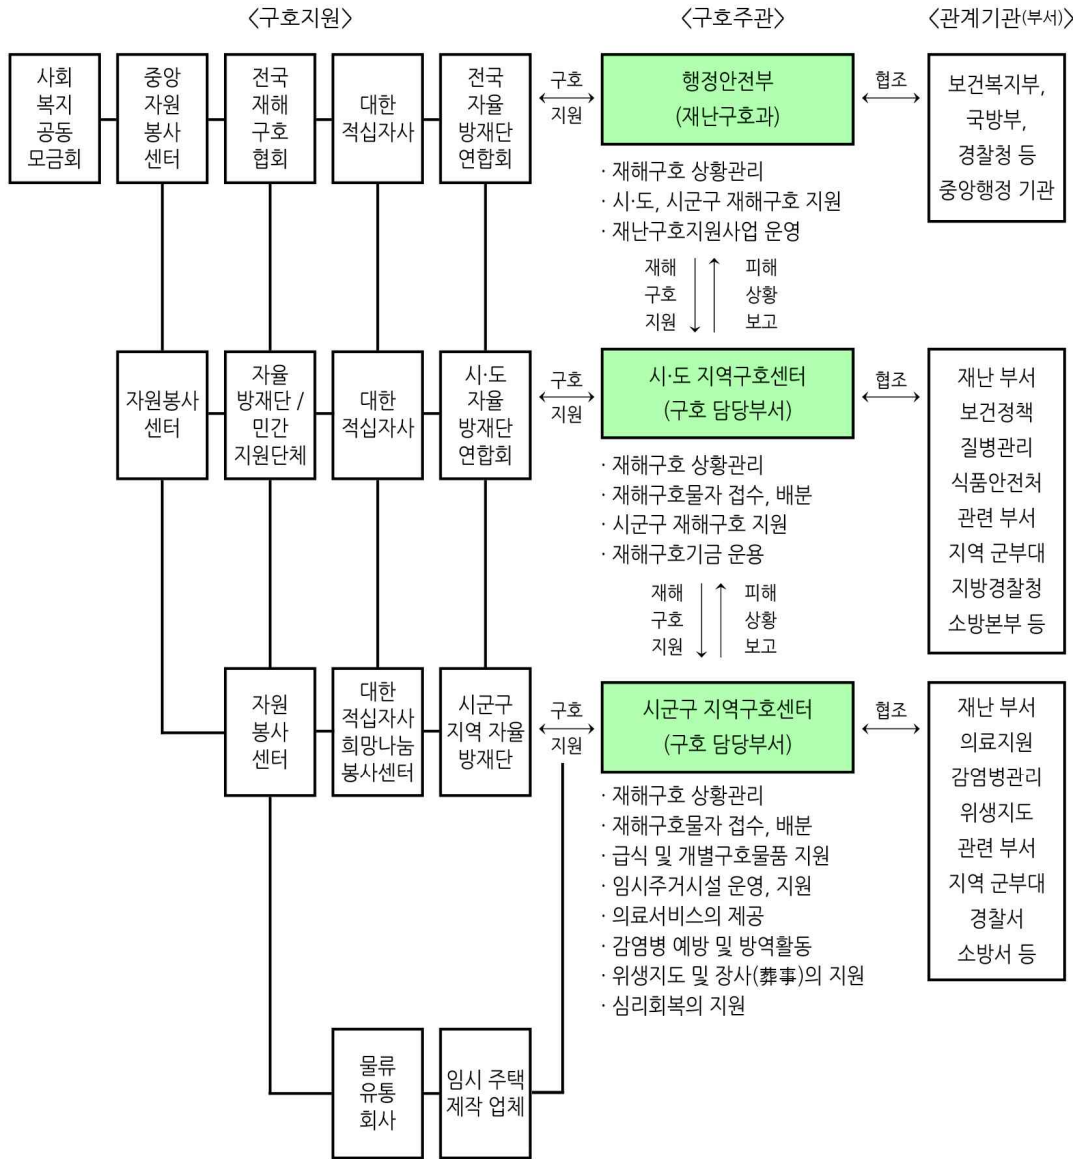 〈구호지원〉
〈구호주관〉
〈관계기관(부서)〉
사회
복지
공동
모금회
중앙
자원
봉사
센터
전국
재해
구호
협회
대한
적십자사
전국
자율
방재단
연합회
구호
지원
행정안전부
(재난구호과)
협조
보건복지부,
국방부,
경찰청 등
중앙행정 기관
· 재해구호 상황관리
· 시·도, 시군구 재해구호 지원
· 재난구호지원사업 운영
재해
구호
지원
피해
상황
보고
자원봉사
센터
자율
방재단 /
민간
지원단체
대한
적십자사
시·도
자율
방재단
연합회
구호
지원
시·도 지역구호센터
(구호 담당부서)
협조
재난 부서
보건정책
질병관리
식품안전처
관련 부서
지역 군부대
지방경찰청
소방본부 등
· 재해구호 상황관리
· 재해구호물자 접수, 배분
· 시군구 재해구호 지원
· 재해구호기금 운용
재해
구호
지원
피해
상황
보고
자원
봉사
센터
대한
적십자사
희망나눔
봉사센터
시군구
지역 자율
방재단
구호
지원
시군구 지역구호센터
(구호 담당부서)
협조
재난 부서
의료지원
감염병관리
위생지도
관련 부서
지역 군부대
경찰서
소방서 등
· 재해구호 상황관리
· 재해구호물자 접수, 배분
· 급식 및 개별구호물품 지원
· 임시주거시설 운영, 지원
· 의료서비스의 제공
· 감염병 예방 및 방역활동
· 위생지도 및 장사(葬事)의 지원
· 심리회복의 지원
물류
유통
회사
임시 주택
제작 업체